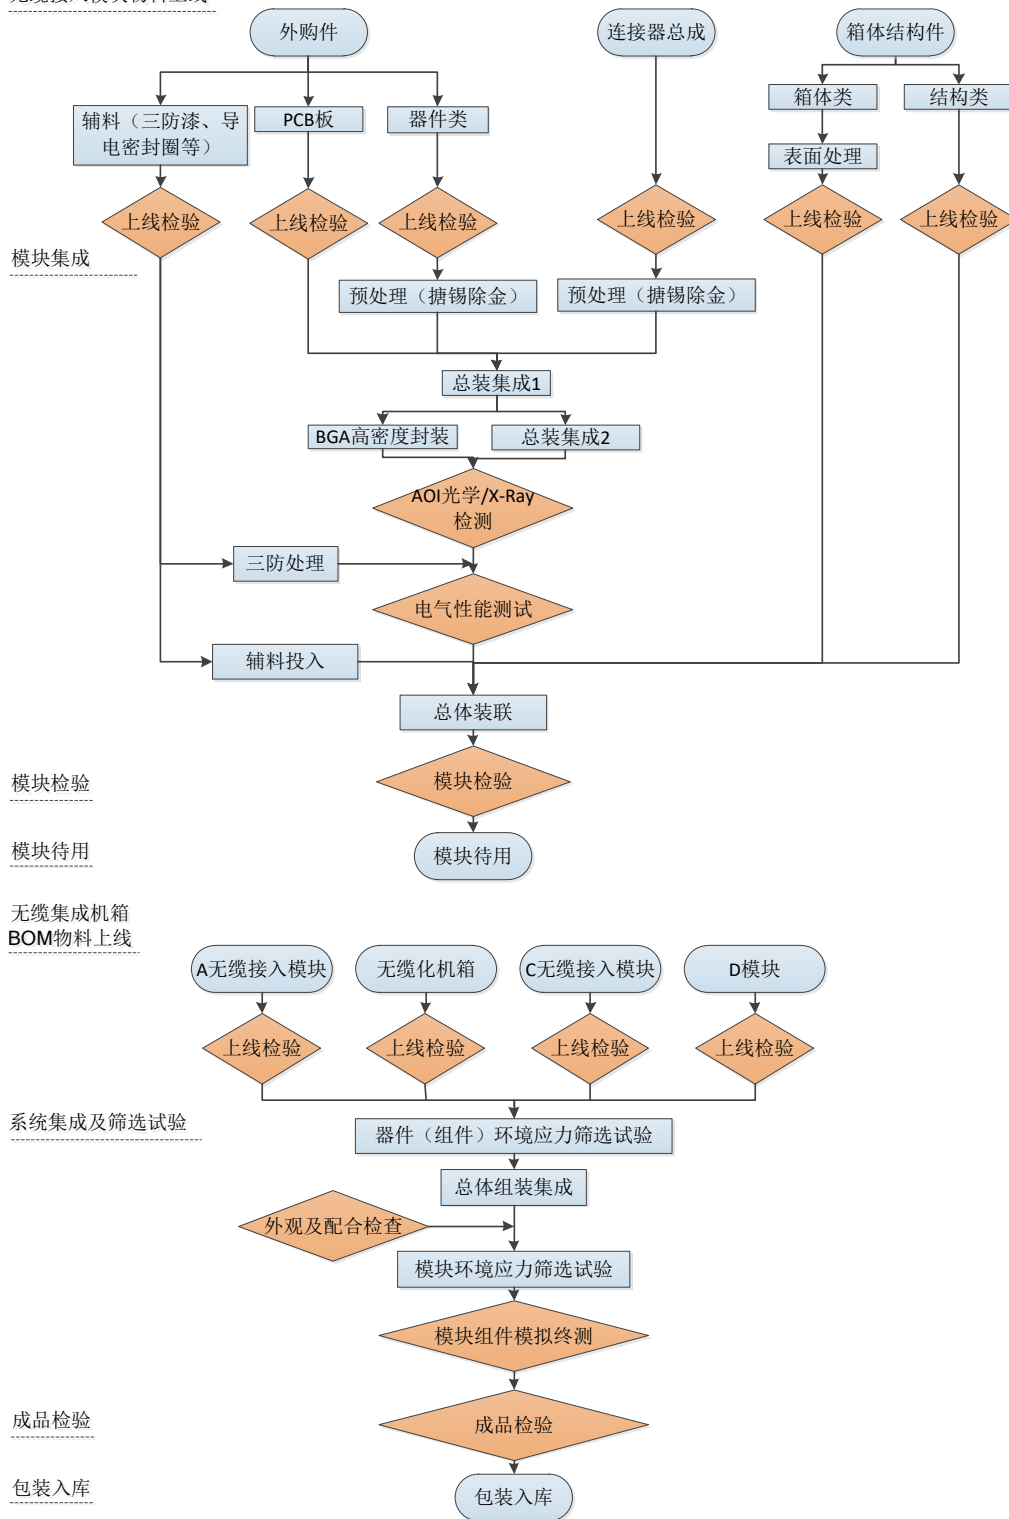 外购件
连接器总成
箱体结构件
辅料（三防漆、导
电密封圈等）
PCB板
器件类
箱体类
结构类
表面处理
上线检验
上线检验
上线检验
上线检验
上线检验
上线检验
模块集成
预处理（搪锡除金）
预处理（搪锡除金）
总装集成1
BGA高密度封装
总装集成2
AOI光学/X-Ray
检测
三防处理
电气性能测试
辅料投入
总体装联
模块检验
模块检验
模块待用
模块待用
无缆集成机箱
BOM物料上线
A无缆接入模块
无缆化机箱
C无缆接入模块
D模块
上线检验
上线检验
上线检验
上线检验
系统集成及筛选试验
器件（组件）环境应力筛选试验
总体组装集成
外观及配合检查
模块环境应力筛选试验
模块组件模拟终测
成品检验
成品检验
包装入库
包装入库